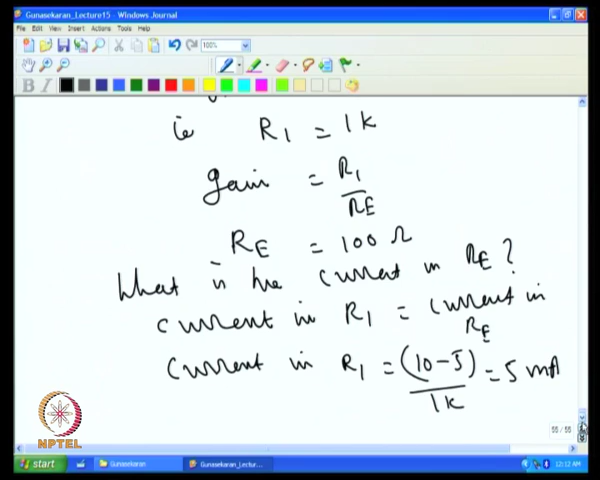 Gunasekaran_Lecture15 - Windows Journal
File Edit View Insert Actions Tools Help
100%
B I
ie R1 = 1k
gain = R1/RE
RE = 100 Ω
What is the current in RE?
current in R1 = current in RE
current in R1 = (10-5)/1k = 5 mA
55 / 55
NPTEL
start
Gunasekaran
Gunasekaran_Lectur...
12:12 AM